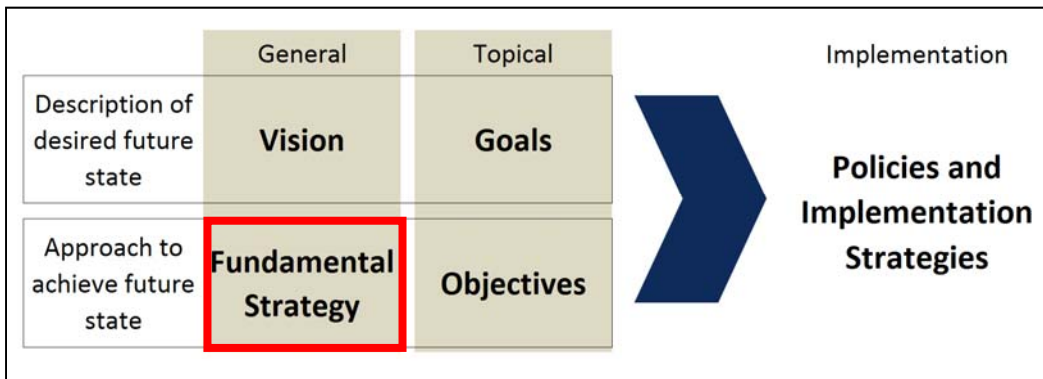 General
Topical
Implementation
Description of
desired future
state
Vision
Goals
Policies and
Implementation
Strategies
Approach to
achieve future
state
Fundamental
Strategy
Objectives